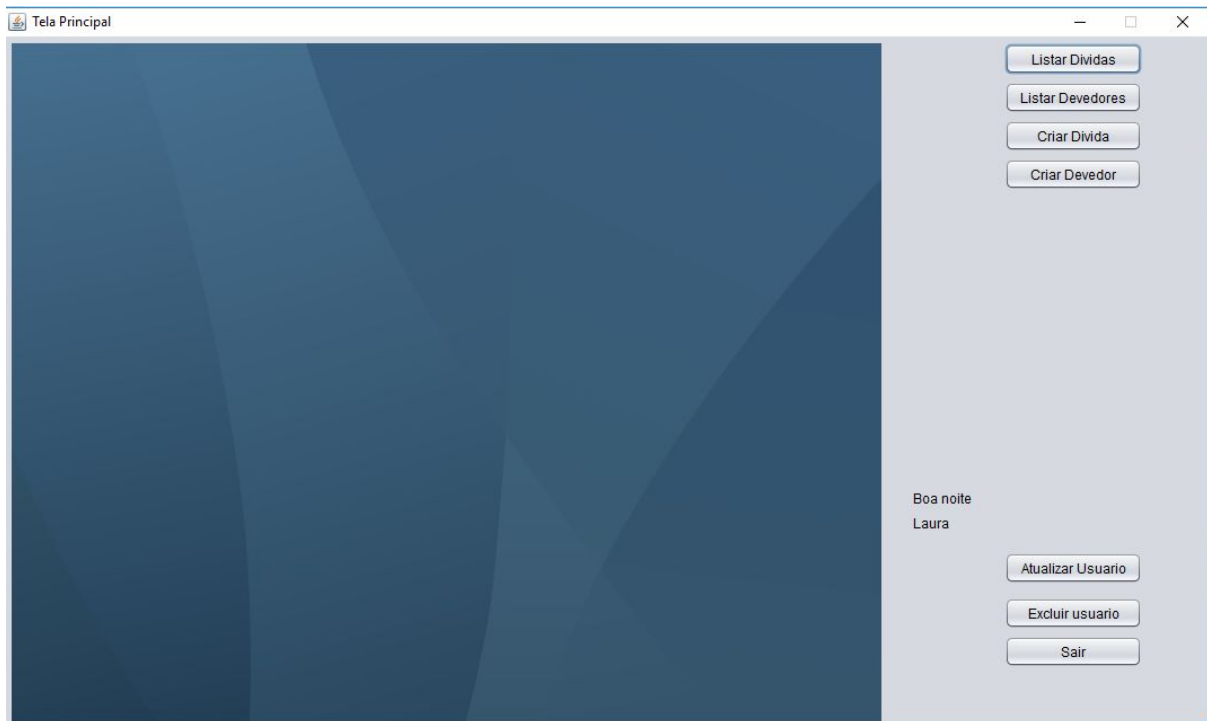 Tela Principal
Listar Dividas
Listar Devedores
Criar Divida
Criar Devedor
Boa noite
Laura
Atualizar Usuario
Excluir usuario
Sair